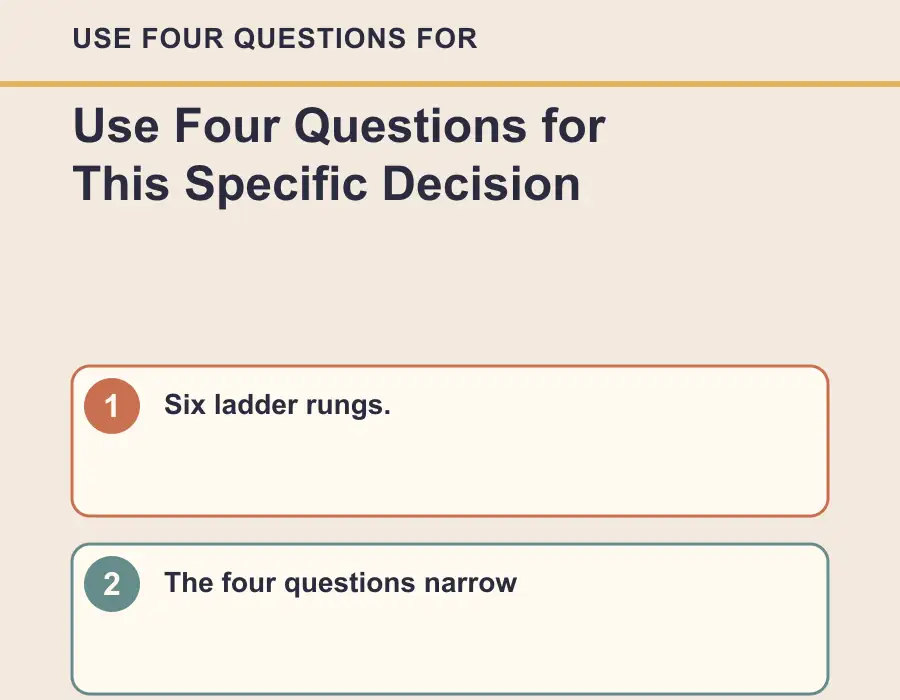 USE FOUR QUESTIONS FOR
Use Four Questions for
This Specific Decision
1
Six ladder rungs.
2
The four questions narrow